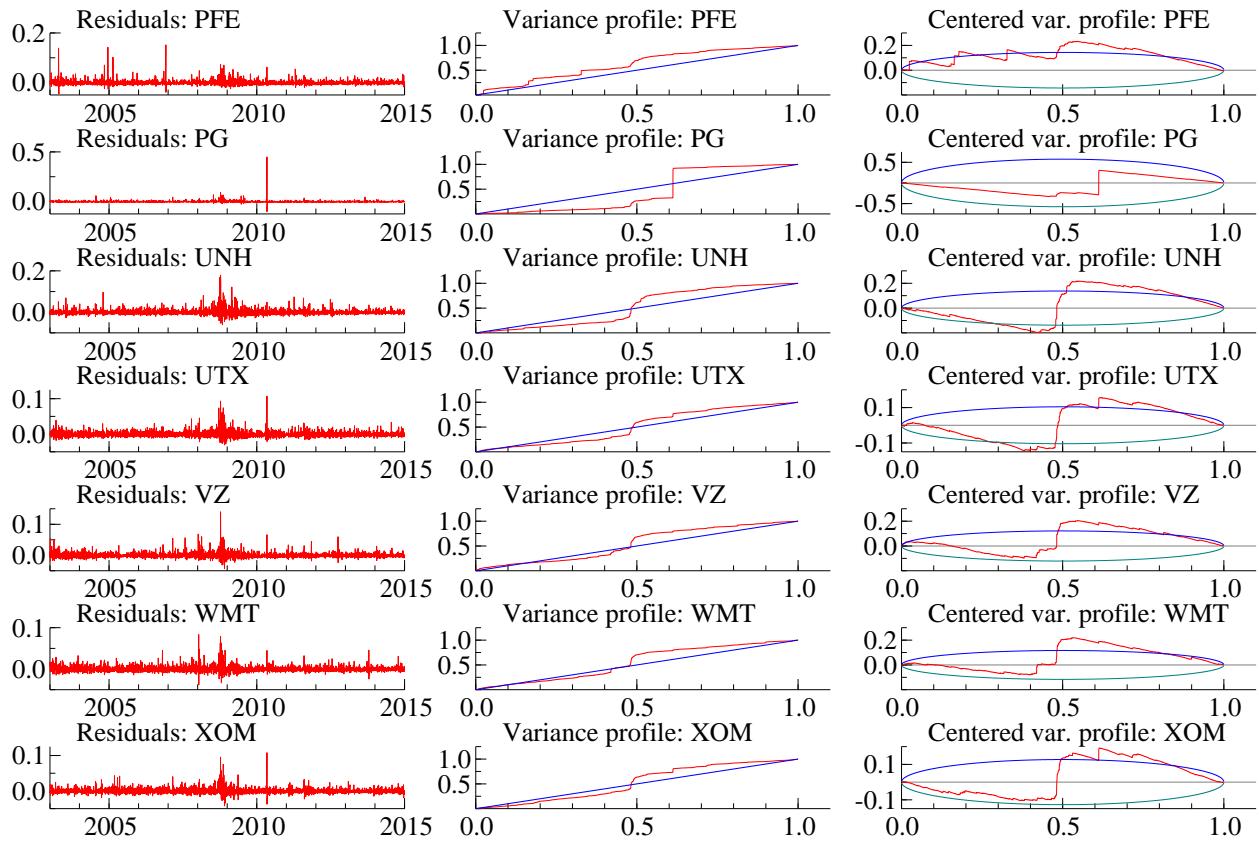 Residuals: PFE Variance profile: PFE Centered var. profile: PFE
0.2 1.0 0.2
0.0 0.5 0.0
2005 2010 2015 0.0 0.5 1.0 0.0 0.5 1.0
Residuals: PG Variance profile: PG Centered var. profile: PG
0.5 1.0 0.5
0.0 0.5 -0.5
2005 2010 2015 0.0 0.5 1.0 0.0 0.5 1.0
Residuals: UNH Variance profile: UNH Centered var. profile: UNH
0.2 1.0 0.2
0.0 0.5 0.0
2005 2010 2015 0.0 0.5 1.0 0.0 0.5 1.0
Residuals: UTX Variance profile: UTX Centered var. profile: UTX
0.1 1.0 0.1
0.0 0.5 -0.1
2005 2010 2015 0.0 0.5 1.0 0.0 0.5 1.0
Residuals: VZ Variance profile: VZ Centered var. profile: VZ
0.1 1.0 0.2
0.0 0.5 0.0
2005 2010 2015 0.0 0.5 1.0 0.0 0.5 1.0
Residuals: WMT Variance profile: WMT Centered var. profile: WMT
0.1 1.0 0.2
0.0 0.5 0.0
2005 2010 2015 0.0 0.5 1.0 0.0 0.5 1.0
Residuals: XOM Variance profile: XOM Centered var. profile: XOM
0.1 1.0 0.1
0.0 0.5 -0.1
2005 2010 2015 0.0 0.5 1.0 0.0 0.5 1.0